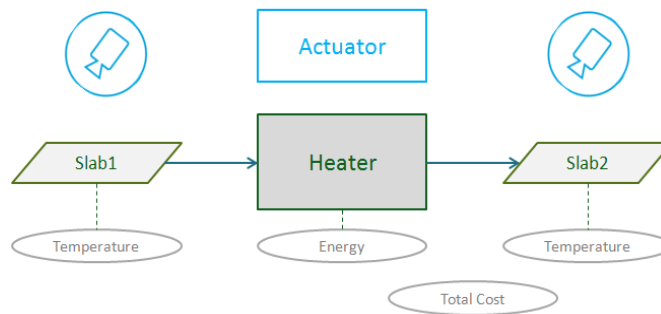 Actuator
Slab1
Heater
Slab2
Temperature
Energy
Temperature
Total Cost